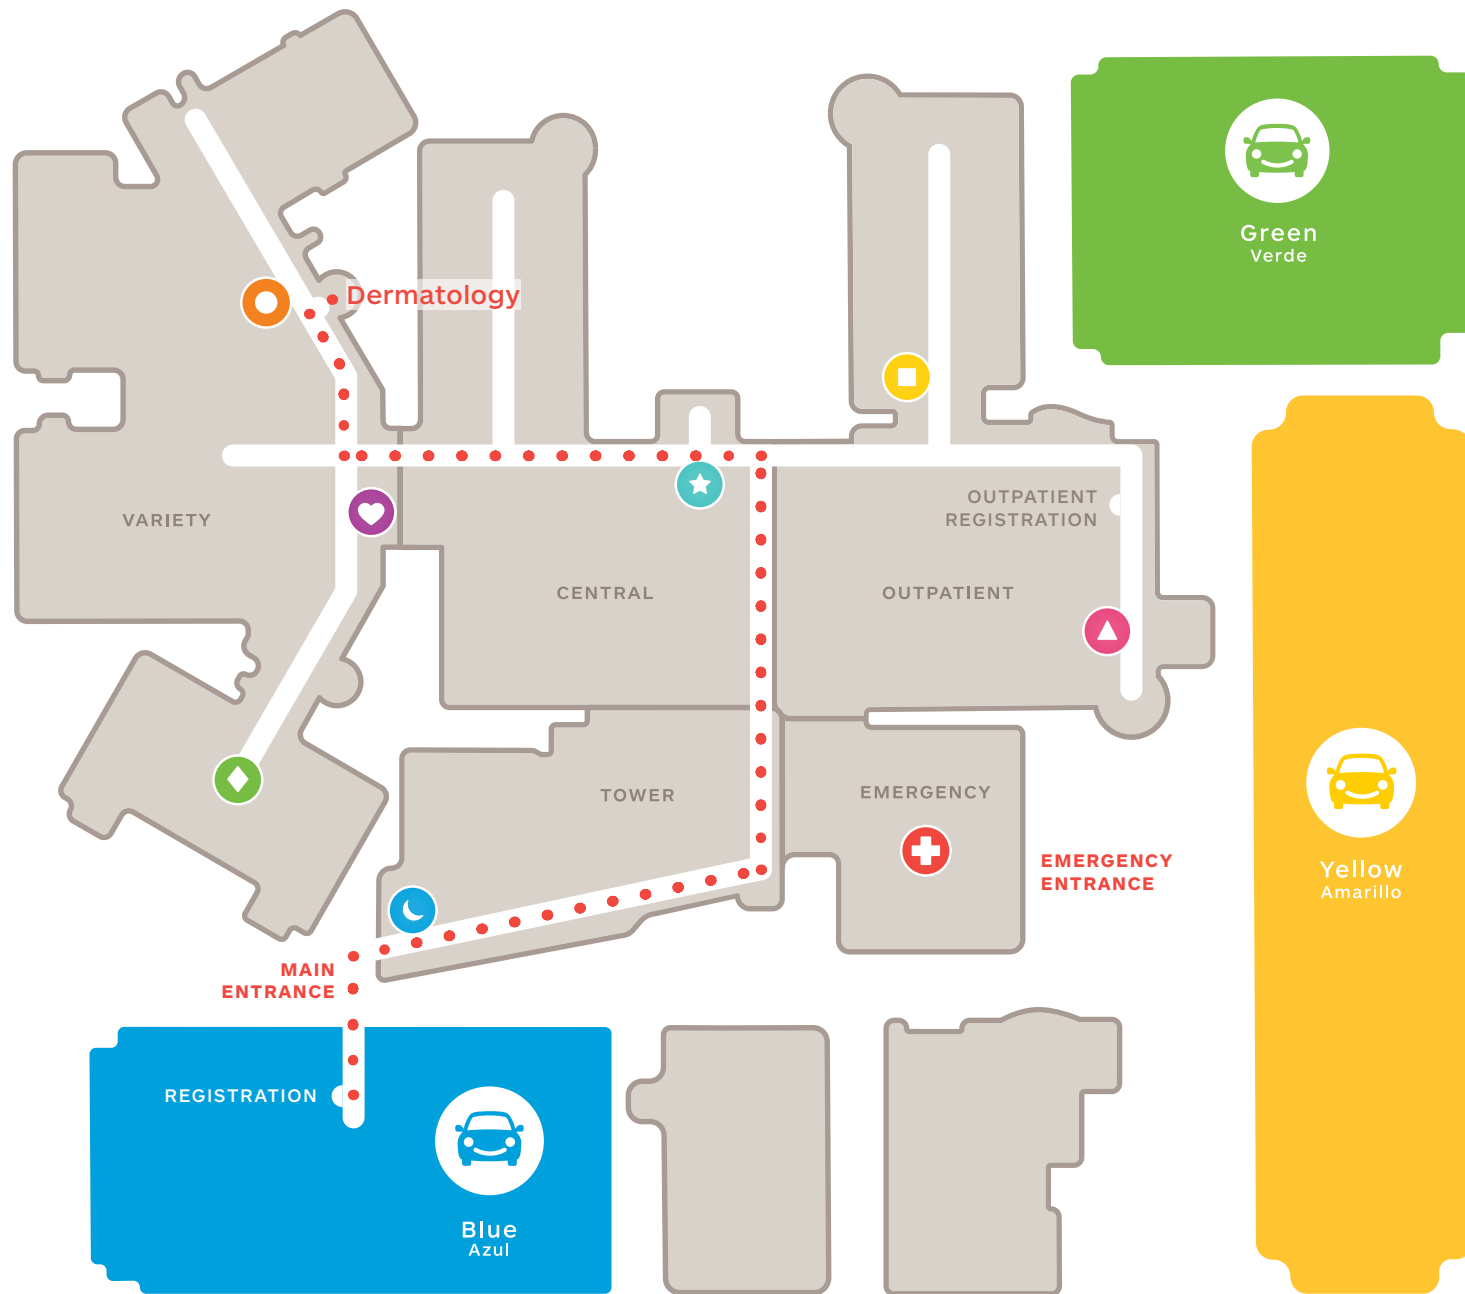 Green
Verde
Dermatology
OUTPATIENT
REGISTRATION
VARIETY
CENTRAL
OUTPATIENT
TOWER
EMERGENCY
EMERGENCY
ENTRANCE
Yellow
Amarillo
MAIN
ENTRANCE
REGISTRATION
Blue
Azul